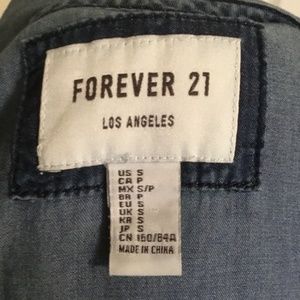 FOREVER 21
LOS ANGELES
US S
CA P
MX S/P
BR P
EU S
UK S
KR S
JP S
CN 160/84A
MADE IN CHINA